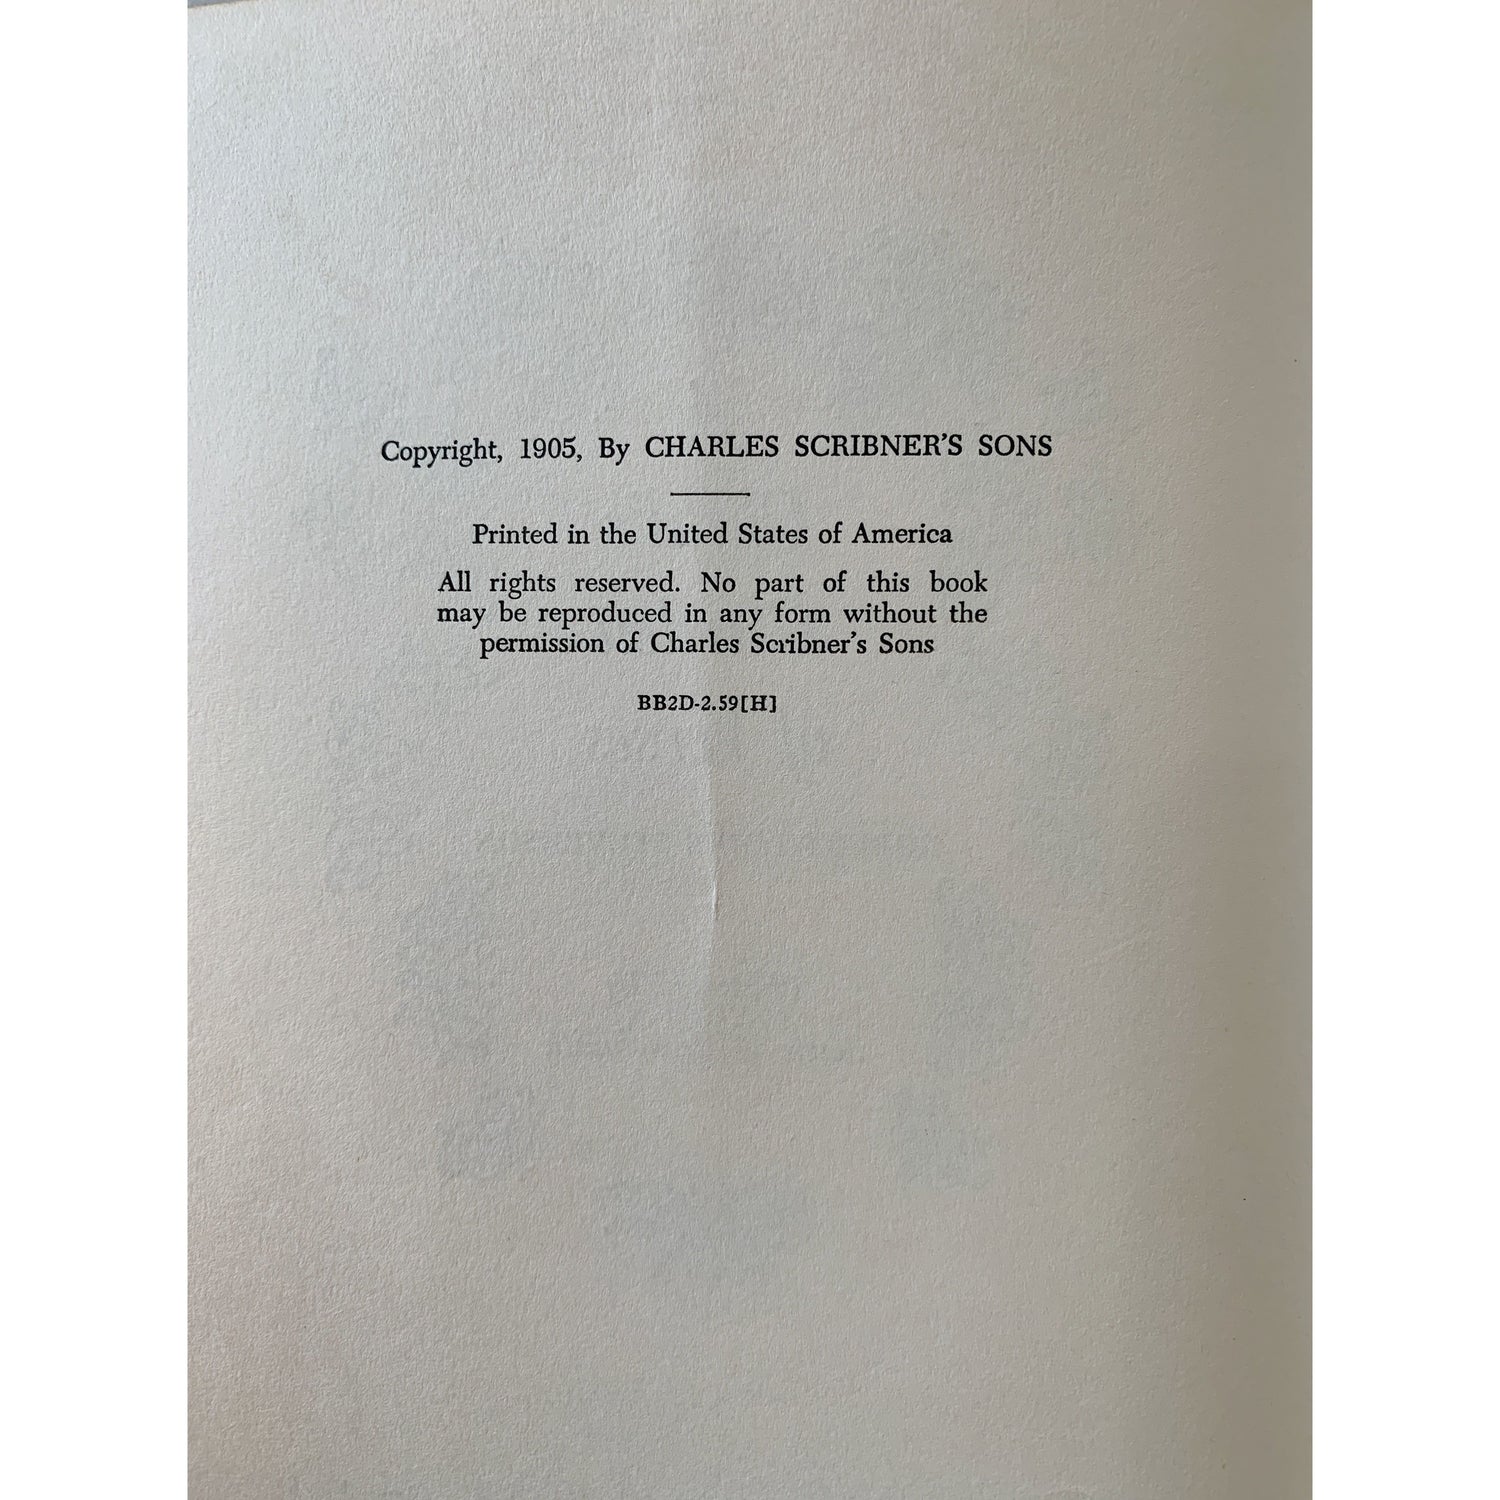 Copyright, 1905, By CHARLES SCRIBNER'S SONS
Printed in the United States of America
All rights reserved. No part of this book
may be reproduced in any form without the
permission of Charles Scribner's Sons
BB2D-2.59[H]